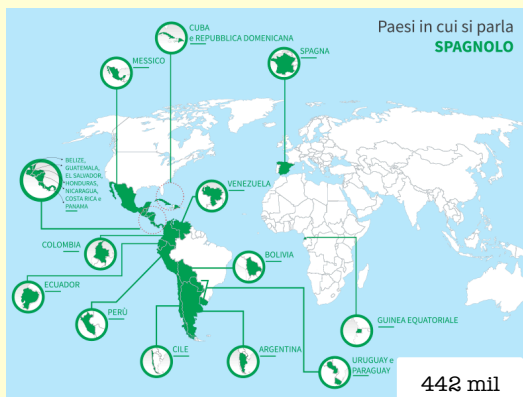 Paesi in cui si parla
SPAGNOLO
CUBA
e REPUBBLICA DOMENICANA
MESSICO
SPAGNA
BELIZE,
GUATEMALA,
EL SALVADOR,
HONDURAS,
NICARAGUA,
COSTA RICA e
PANAMA
VENEZUELA
COLOMBIA
BOLIVIA
ECUADOR
PERÙ
GUINEA EQUATORIALE
CILE
ARGENTINA
URUGUAY e
PARAGUAY
442 mil